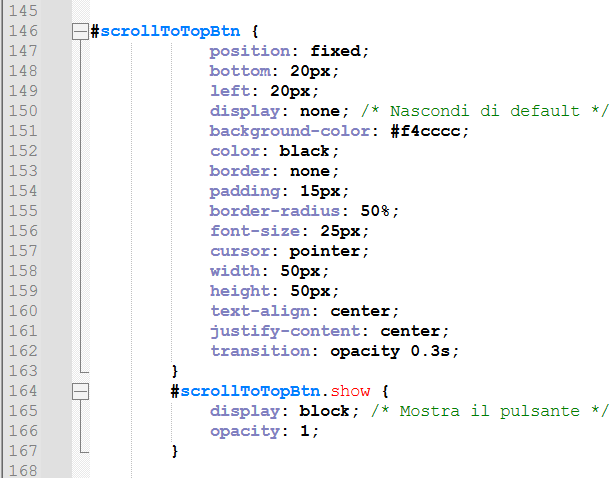 145
146 #scrollToTopBtn {
147 position: fixed;
148 bottom: 20px;
149 left: 20px;
150 display: none; /* Nascondi di default */
151 background-color: #f4cccc;
152 color: black;
153 border: none;
154 padding: 15px;
155 border-radius: 50%;
156 font-size: 25px;
157 cursor: pointer;
158 width: 50px;
159 height: 50px;
160 text-align: center;
161 justify-content: center;
162 transition: opacity 0.3s;
163 }
164 #scrollToTopBtn.show {
165 display: block; /* Mostra il pulsante */
166 opacity: 1;
167 }
168